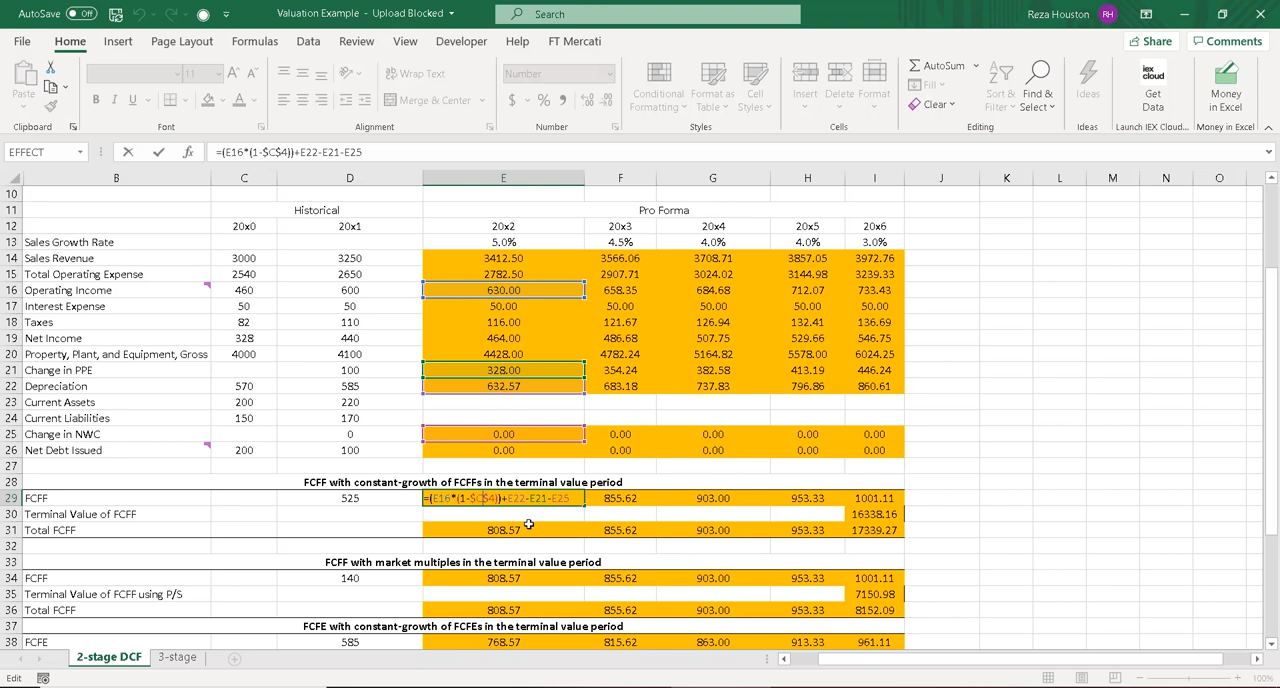 AutoSave Off Valuation Example - Upload Blocked Search Reza Houston RH
File Home Insert Page Layout Formulas Data Review View Developer Help FT Mercati Share Comments
Paste 11 A A Wrap Text Number Conditional Formatting Format as Table Cell Styles Insert Delete Format AutoSum Fill Clear Sort & Filter Find & Select Ideas iex cloud Get Data Money in Excel
B I U A Merge & Center $ % 9
Clipboard Font Alignment Number Styles Cells Editing Ideas Launch IEX Cloud... Money in Excel
EFFECT fx =(E16*(1-$C$4))+E22-E21-E25
B C D E F G H I J K L M N O
10
11 Historical Pro Forma
12 20x0 20x1 20x2 20x3 20x4 20x5 20x6
13 Sales Growth Rate 5.0% 4.5% 4.0% 4.0% 3.0%
14 Sales Revenue 3000 3250 3412.50 3566.06 3708.71 3857.05 3972.76
15 Total Operating Expense 2540 2650 2782.50 2907.71 3024.02 3144.98 3239.33
16 Operating Income 460 600 630.00 658.35 684.68 712.07 733.43
17 Interest Expense 50 50 50.00 50.00 50.00 50.00 50.00
18 Taxes 82 110 116.00 121.67 126.94 132.41 136.69
19 Net Income 328 440 464.00 486.68 507.75 529.66 546.75
20 Property, Plant, and Equipment, Gross 4000 4100 4428.00 4782.24 5164.82 5578.00 6024.25
21 Change in PPE 100 328.00 354.24 382.58 413.19 446.24
22 Depreciation 570 585 632.57 683.18 737.83 796.86 860.61
23 Current Assets 200 220
24 Current Liabilities 150 170
25 Change in NWC 0 0.00 0.00 0.00 0.00 0.00
26 Net Debt Issued 200 100 0.00 0.00 0.00 0.00 0.00
27
28 FCFF with constant-growth of FCFFs in the terminal value period
29 FCFF 525 =(E16*(1-$C$4))+E22-E21-E25 855.62 903.00 953.33 1001.11
30 Terminal Value of FCFF 16338.16
31 Total FCFF 808.57 855.62 903.00 953.33 17339.27
32
33 FCFF with market multiples in the terminal value period
34 FCFF 140 808.57 855.62 903.00 953.33 1001.11
35 Terminal Value of FCFF using P/S 7150.98
36 Total FCFF 808.57 855.62 903.00 953.33 8152.09
37 FCFE with constant-growth of FCFEs in the terminal value period
38 FCFE 585 768.57 815.62 863.00 913.33 961.11
2-stage DCF 3-stage
Edit 100%